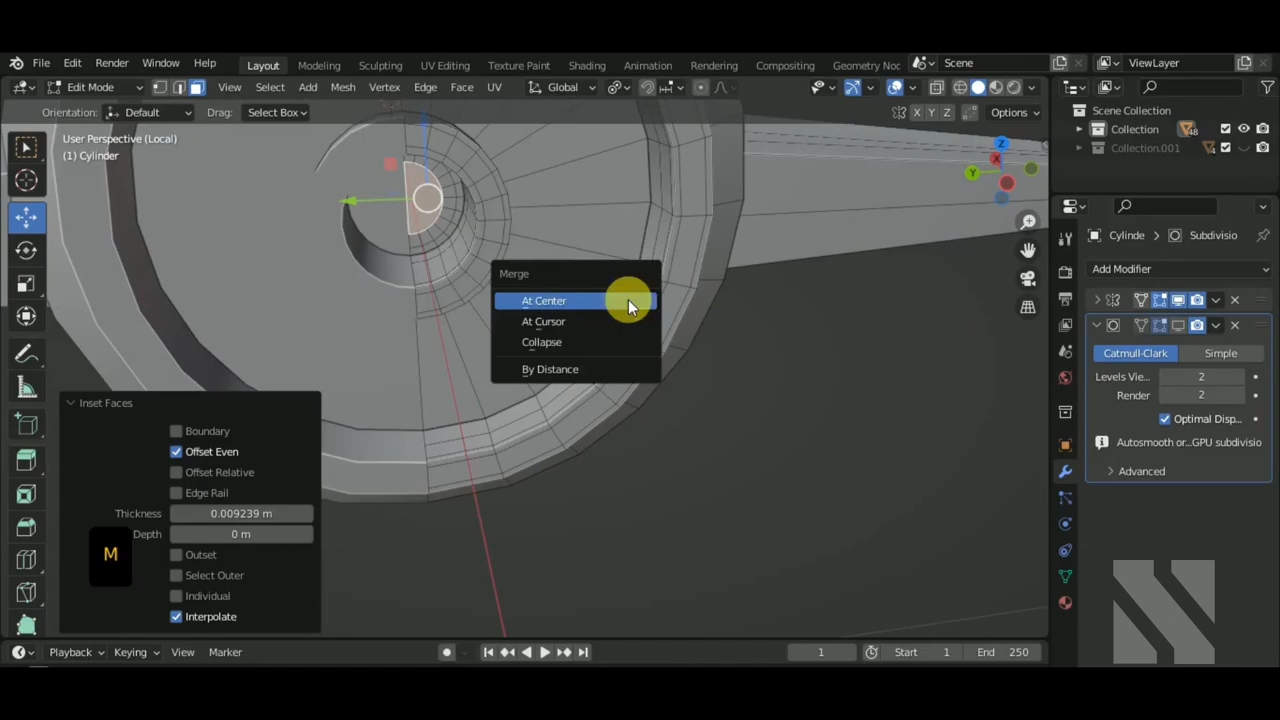 File Edit Render Window Help Layout Modeling Sculpting UV Editing Texture Paint Shading Animation Rendering Compositing Geometry Noc Scene ViewLayer
Edit Mode View Select Add Mesh Vertex Edge Face UV Global
Orientation: Default Drag: Select Box X Y Z Options
Scene Collection
Collection 48
Collection.001 4
User Perspective (Local)
(1) Cylinder
Z
X
Y
Cylinde > Subdivisio
Add Modifier
Merge
At Center
At Cursor
Collapse
By Distance
Catmull-Clark Simple
Levels Vie... 2
Render 2
Optimal Disp...
Autosmooth or...GPU subdivisio
Advanced
Inset Faces
Boundary
Offset Even
Offset Relative
Edge Rail
Thickness 0.009239 m
Depth 0 m
M
Outset
Select Outer
Individual
Interpolate
Playback Keying View Marker 1 Start 1 End 250